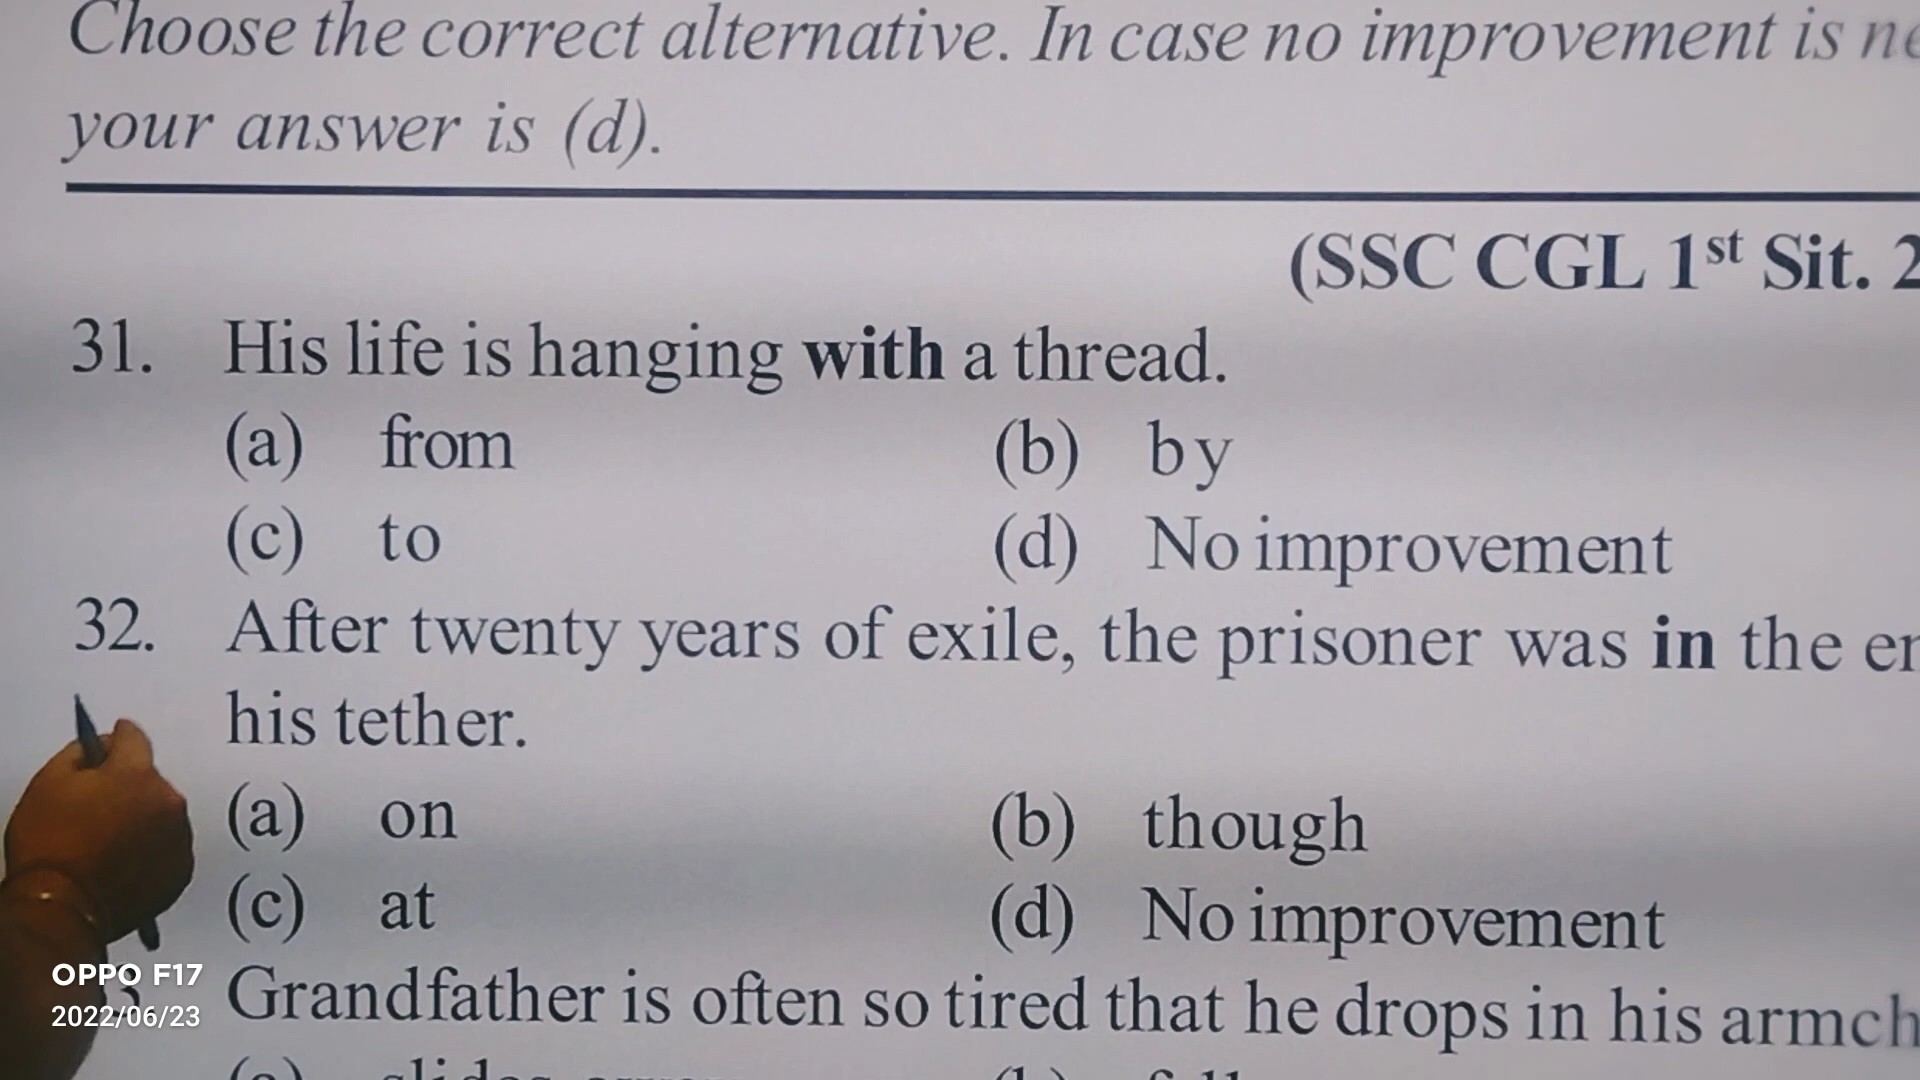 Choose the correct alternative. In case no improvement is
your answer is (d).
(SSC CGL 1st Sit. 2
31. His life is hanging with a thread.
(a) from (b) by
(c) to (d) No improvement
32. After twenty years of exile, the prisoner was in the
his tether.
(a) on (b) though
(c) at (d) No improvement
Grandfather is often so tired that he drops in his
OPPO F17
2022/06/23